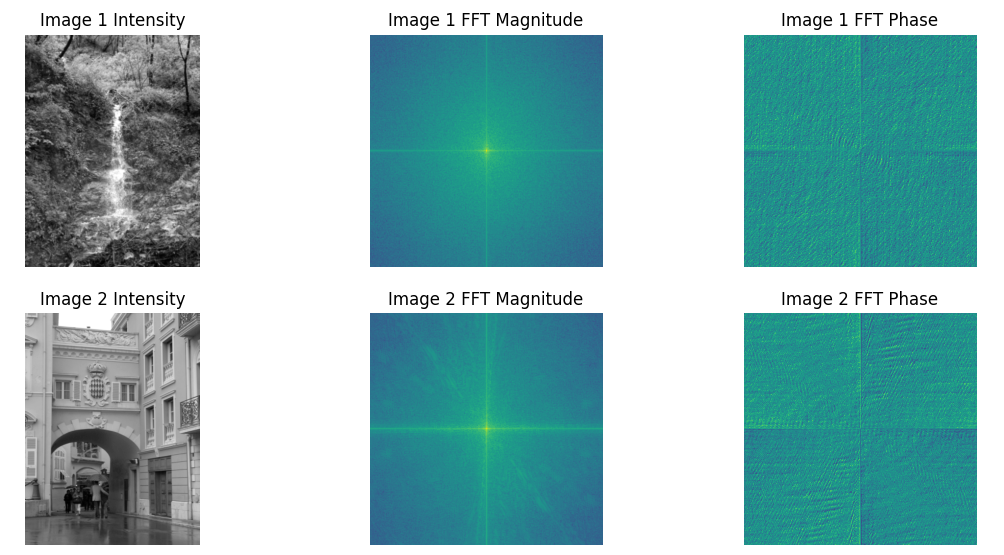 Image 1 Intensity
Image 1 FFT Magnitude
Image 1 FFT Phase
Image 2 Intensity
Image 2 FFT Magnitude
Image 2 FFT Phase